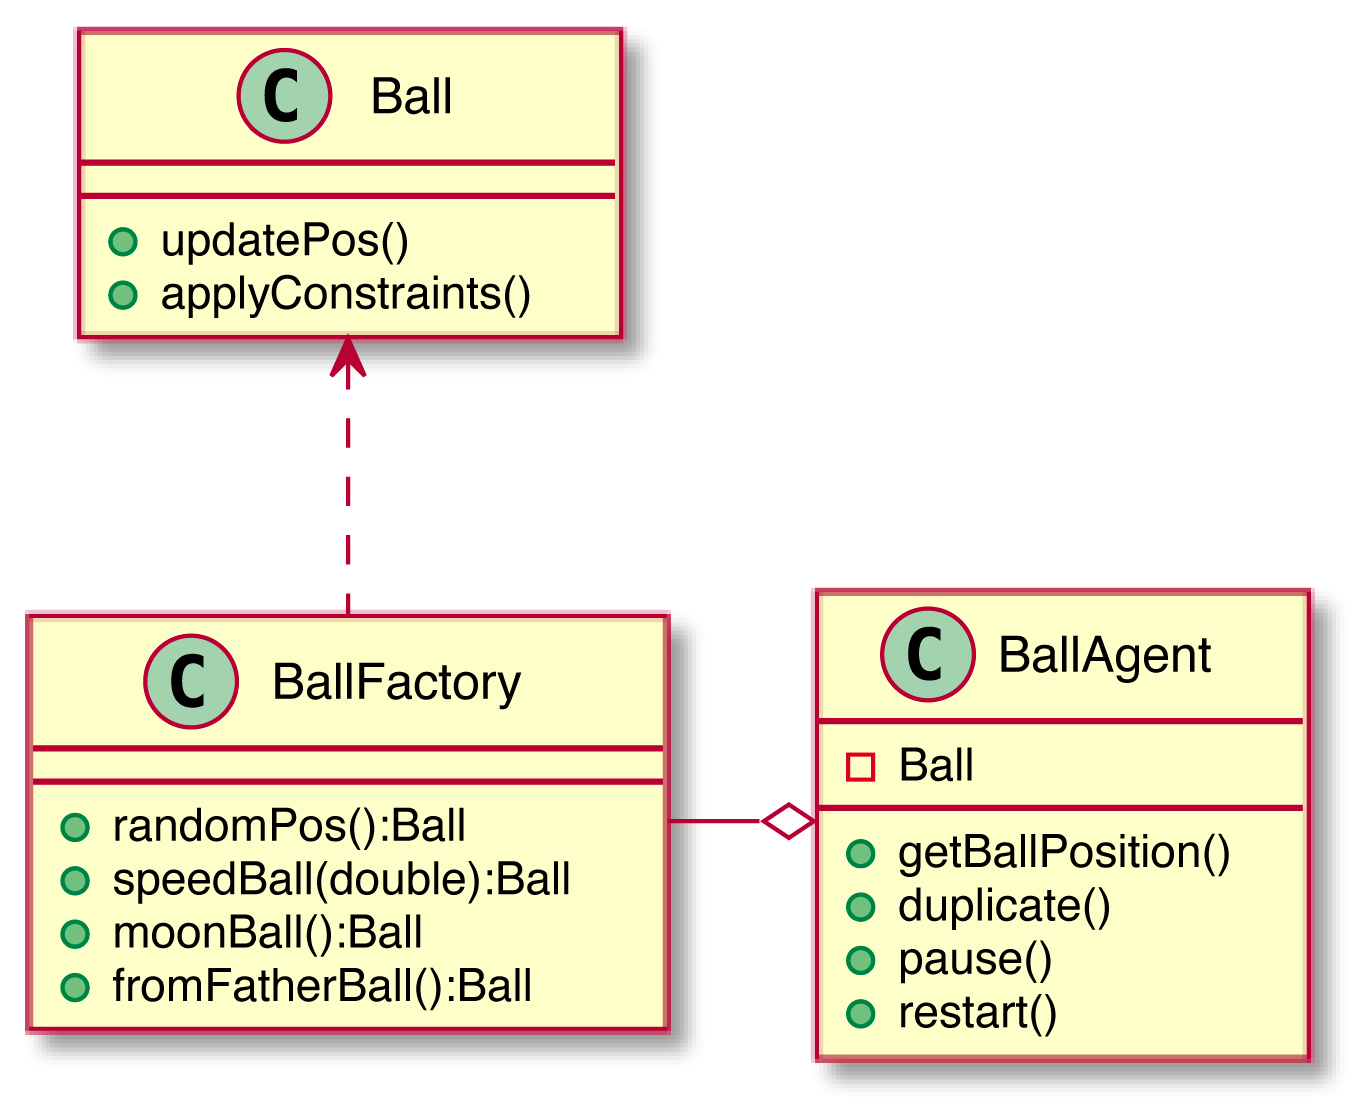 C Ball
updatePos()
applyConstraints()
C BallFactory
randomPos():Ball
speedBall(double):Ball
moonBall():Ball
fromFatherBall():Ball
C BallAgent
Ball
getBallPosition()
duplicate()
pause()
restart()